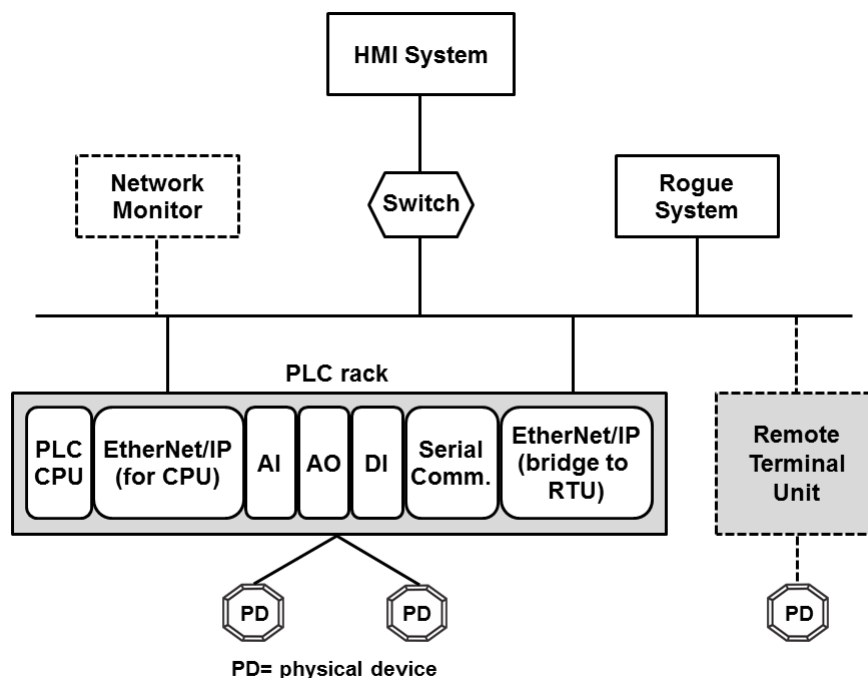 HMI System
Network
Monitor
Switch
Rogue
System
PLC rack
PLC
CPU
EtherNet/IP
(for CPU)
AI
AO
DI
Serial
Comm.
EtherNet/IP
(bridge to
RTU)
Remote
Terminal
Unit
PD
PD
PD
PD= physical device